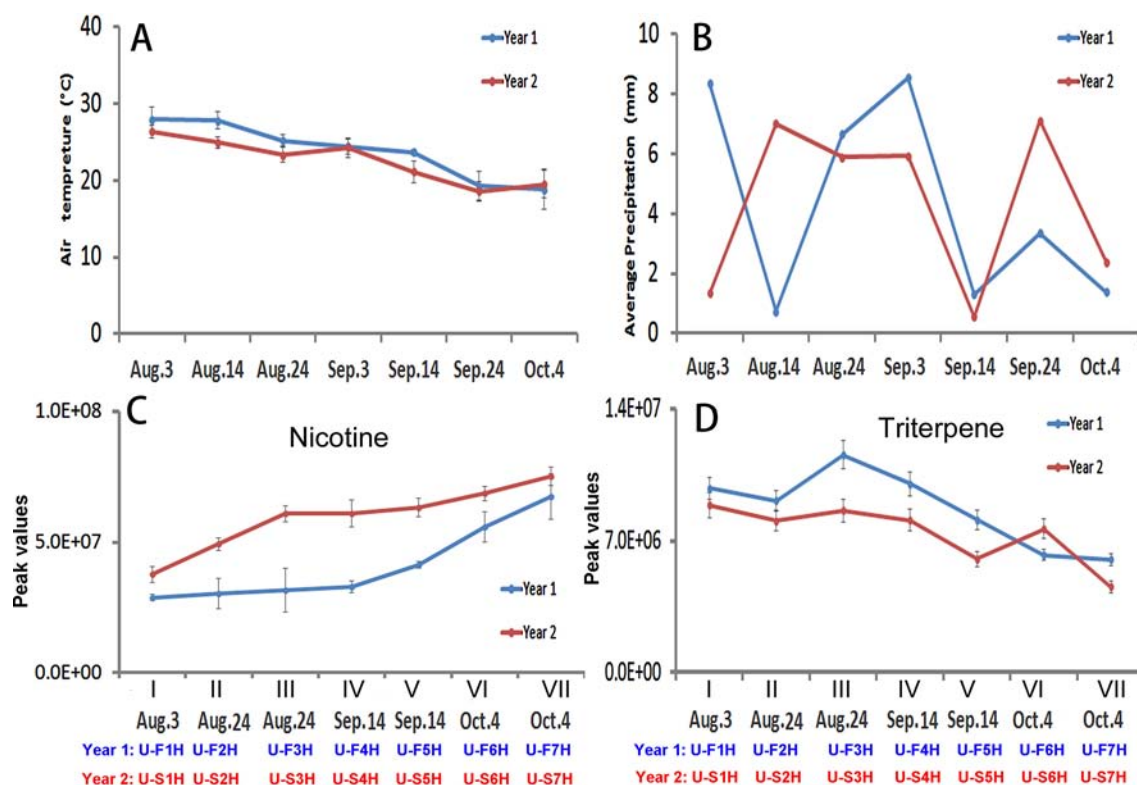 A
40
30
20
10
0
Air tempreture (°C)
Year 1
Year 2
Aug.3 Aug.14 Aug.24 Sep.3 Sep.14 Sep.24 Oct.4
B
10
8
6
4
2
0
Average Precipitation (mm)
Year 1
Year 2
Aug.3 Aug.14 Aug.24 Sep.3 Sep.14 Sep.24 Oct.4
C
Nicotine
1.0E+08
5.0E+07
0.0E+00
Peak values
Year 1
Year 2
I II III IV V VI VII
Aug.3 Aug.24 Aug.24 Sep.14 Sep.14 Oct.4 Oct.4
Year 1: U-F1H U-F2H U-F3H U-F4H U-F5H U-F6H U-F7H
Year 2: U-S1H U-S2H U-S3H U-S4H U-S5H U-S6H U-S7H
D
Triterpene
1.4E+07
7.0E+06
0.0E+00
Peak values
Year 1
Year 2
I II III IV V VI VII
Aug.3 Aug.24 Aug.24 Sep.14 Sep.14 Oct.4 Oct.4
Year 1: U-F1H U-F2H U-F3H U-F4H U-F5H U-F6H U-F7H
Year 2: U-S1H U-S2H U-S3H U-S4H U-S5H U-S6H U-S7H